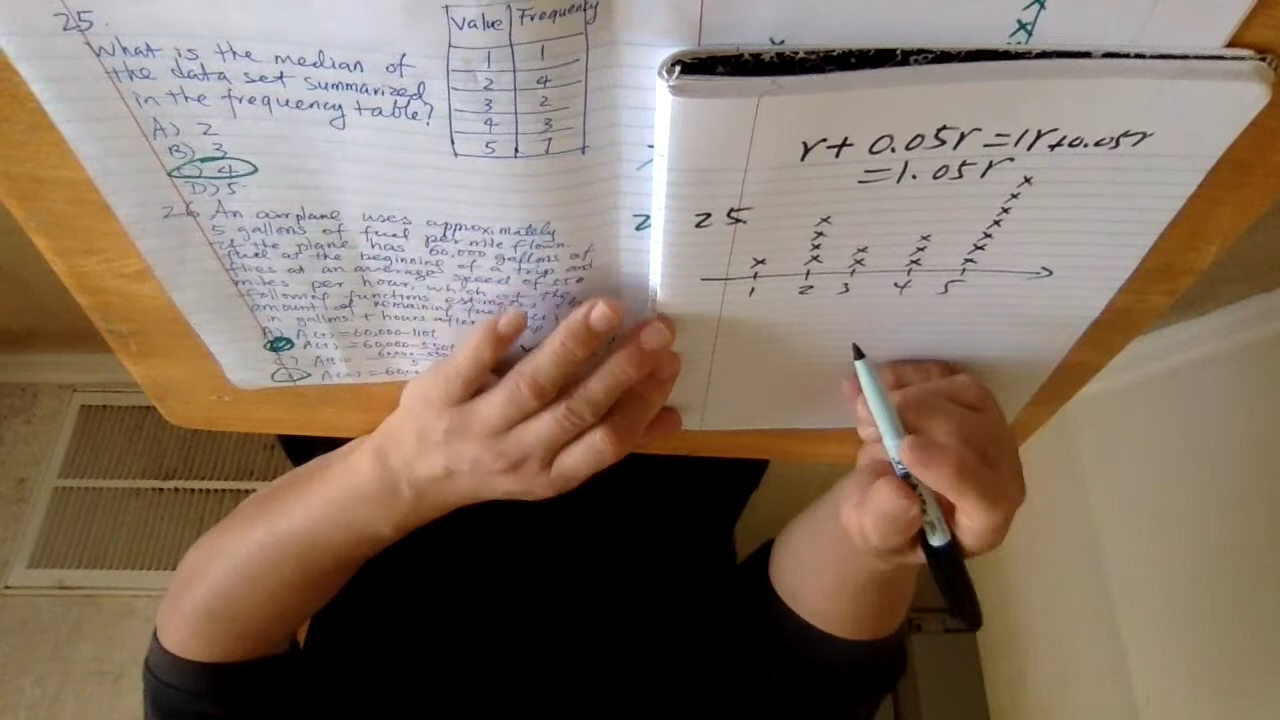 25.
What is the median of
the data set summarized
in the frequency table?
A) 2
B) 3
C) 4
D) 5
Value Frequency
1 1
2 4
3 2
4 3
5 7
26 An airplane uses approximately
5 gallons of fuel per mile flown.
If the plane has 60,000 gallons of
fuel at the beginning of a trip and
flies at an average speed of 550
miles per hour, which of the
following functions estimates the
amount of remaining fuel
in gallons t hours after
A(t) = 60,000-110t
A(t) = 60,000-
r + 0.05r = 1r + 0.05r
= 1.05r
25
1 2 3 4 5